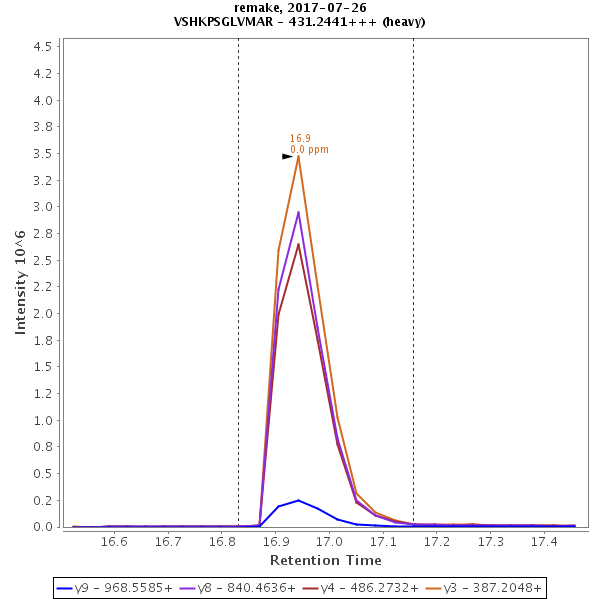 remake, 2017-07-26
VSHKPSGLVMAR - 431.2441+++ (heavy)
4.5
4.2
4.0
3.8
3.5
3.2
3.0
2.8
2.5
2.2
2.0
1.8
1.5
1.2
1.0
0.8
0.5
0.2
0.0
Intensity 10^6
16.9
0.0 ppm
16.6 16.7 16.8 16.9 17.0 17.1 17.2 17.3 17.4
Retention Time
y9 - 968.5585+ y8 - 840.4636+ y4 - 486.2732+ y3 - 387.2048+